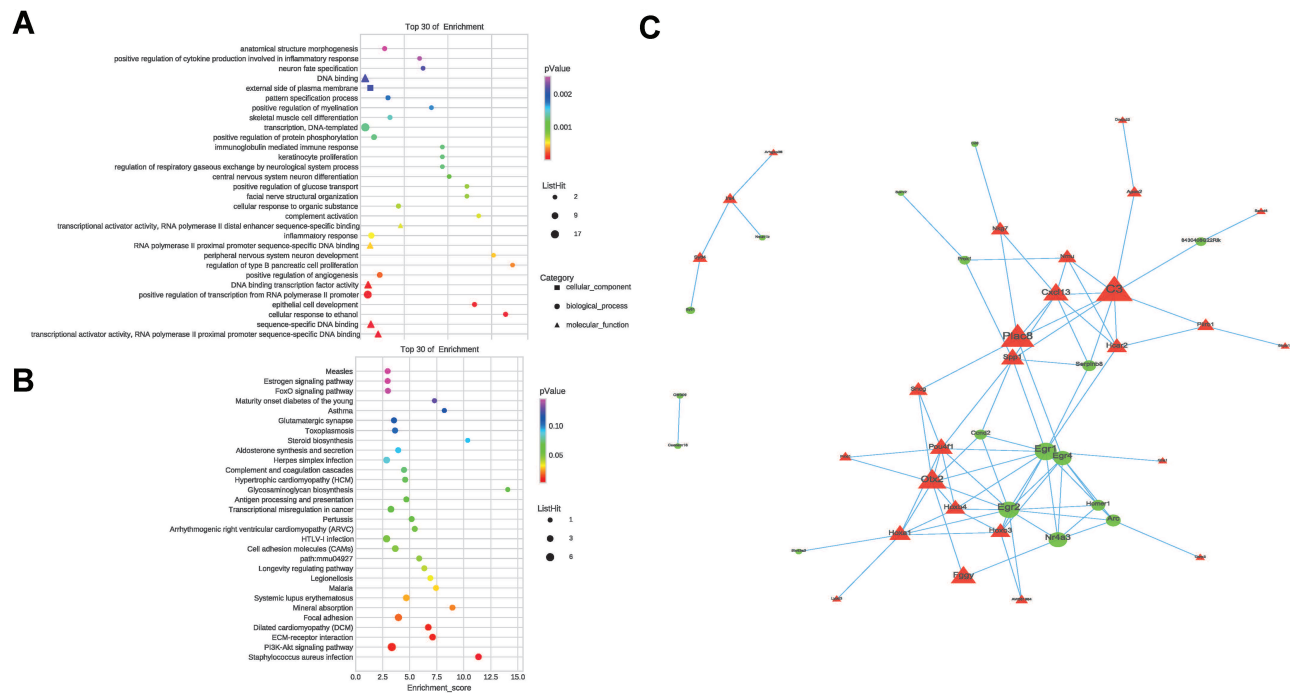 A
Top 30 of Enrichment
anatomical structure morphogenesis
positive regulation of cytokine production involved in inflammatory response
neuron fate specification
DNA binding
external side of plasma membrane
pattern specification process
positive regulation of myelination
skeletal muscle cell differentiation
transcription, DNA-templated
positive regulation of protein phosphorylation
immunoglobulin mediated immune response
keratinocyte proliferation
regulation of respiratory gaseous exchange by neurological system process
central nervous system neuron differentiation
positive regulation of glucose transport
facial nerve structural organization
cellular response to organic substance
complement activation
transcriptional activator activity, RNA polymerase II distal enhancer sequence-specific binding
inflammatory response
RNA polymerase II proximal promoter sequence-specific DNA binding
peripheral nervous system neuron development
regulation of type B pancreatic cell proliferation
positive regulation of angiogenesis
DNA binding transcription factor activity
positive regulation of transcription from RNA polymerase II promoter
epithelial cell development
cellular response to ethanol
sequence-specific DNA binding
transcriptional activator activity, RNA polymerase II proximal promoter sequence-specific DNA binding
pValue
0.002
0.001
ListHit
2
9
17
Category
cellular_component
biological_process
molecular_function
B
Top 30 of Enrichment
Measles
Estrogen signaling pathway
FoxO signaling pathway
Maturity onset diabetes of the young
Asthma
Glutamatergic synapse
Toxoplasmosis
Steroid biosynthesis
Aldosterone synthesis and secretion
Herpes simplex infection
Complement and coagulation cascades
Hypertrophic cardiomyopathy (HCM)
Glycosaminoglycan biosynthesis
Antigen processing and presentation
Transcriptional misregulation in cancer
Pertussis
Arrhythmogenic right ventricular cardiomyopathy (ARVC)
HTLV-I infection
Cell adhesion molecules (CAMs)
path:mmu04927
Longevity regulating pathway
Legionellosis
Malaria
Systemic lupus erythematosus
Mineral absorption
Focal adhesion
Dilated cardiomyopathy (DCM)
ECM-receptor interaction
PI3K-Akt signaling pathway
Staphylococcus aureus infection
0.0 2.5 5.0 7.5 10.0 12.5 15.0
Enrichment_score
pValue
0.10
0.05
ListHit
1
3
6
C
Nkg7
C3
Cxcl13
Plac8
Spp1
Serpinb8
Egr1
Egr4
Otx2
Egr2
Homer1
Arc
Nr4a3
Fggy